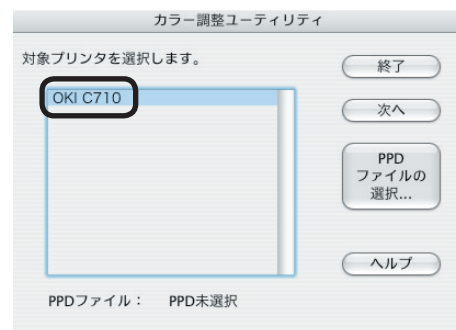 カラー調整ユーティリティ
対象プリンタを選択します。
OKI C710
終了
次へ
PPD
ファイルの
選択...
ヘルプ
PPDファイル： PPD未選択